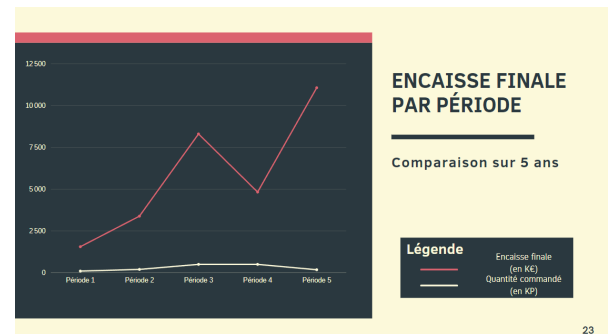 12 500
10 000
7 500
5 000
2 500
0
Période 1
Période 2
Période 3
Période 4
Période 5
ENCAISSE FINALE
PAR PÉRIODE
Comparaison sur 5 ans
Légende
Encaisse finale
(en K€)
Quantité commandé
(en KP)
23